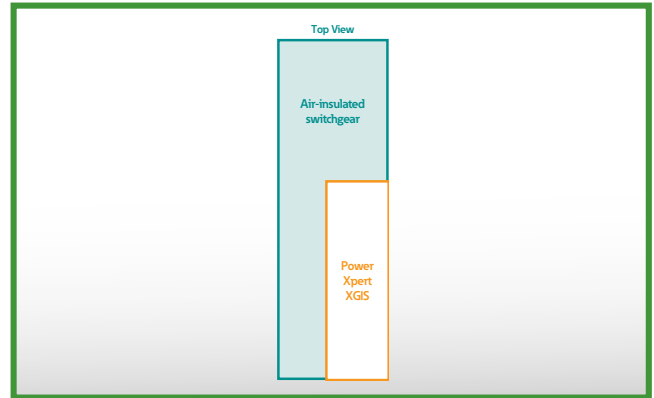 Top View
Air-insulated
switchgear
Power
Xpert
XGIS